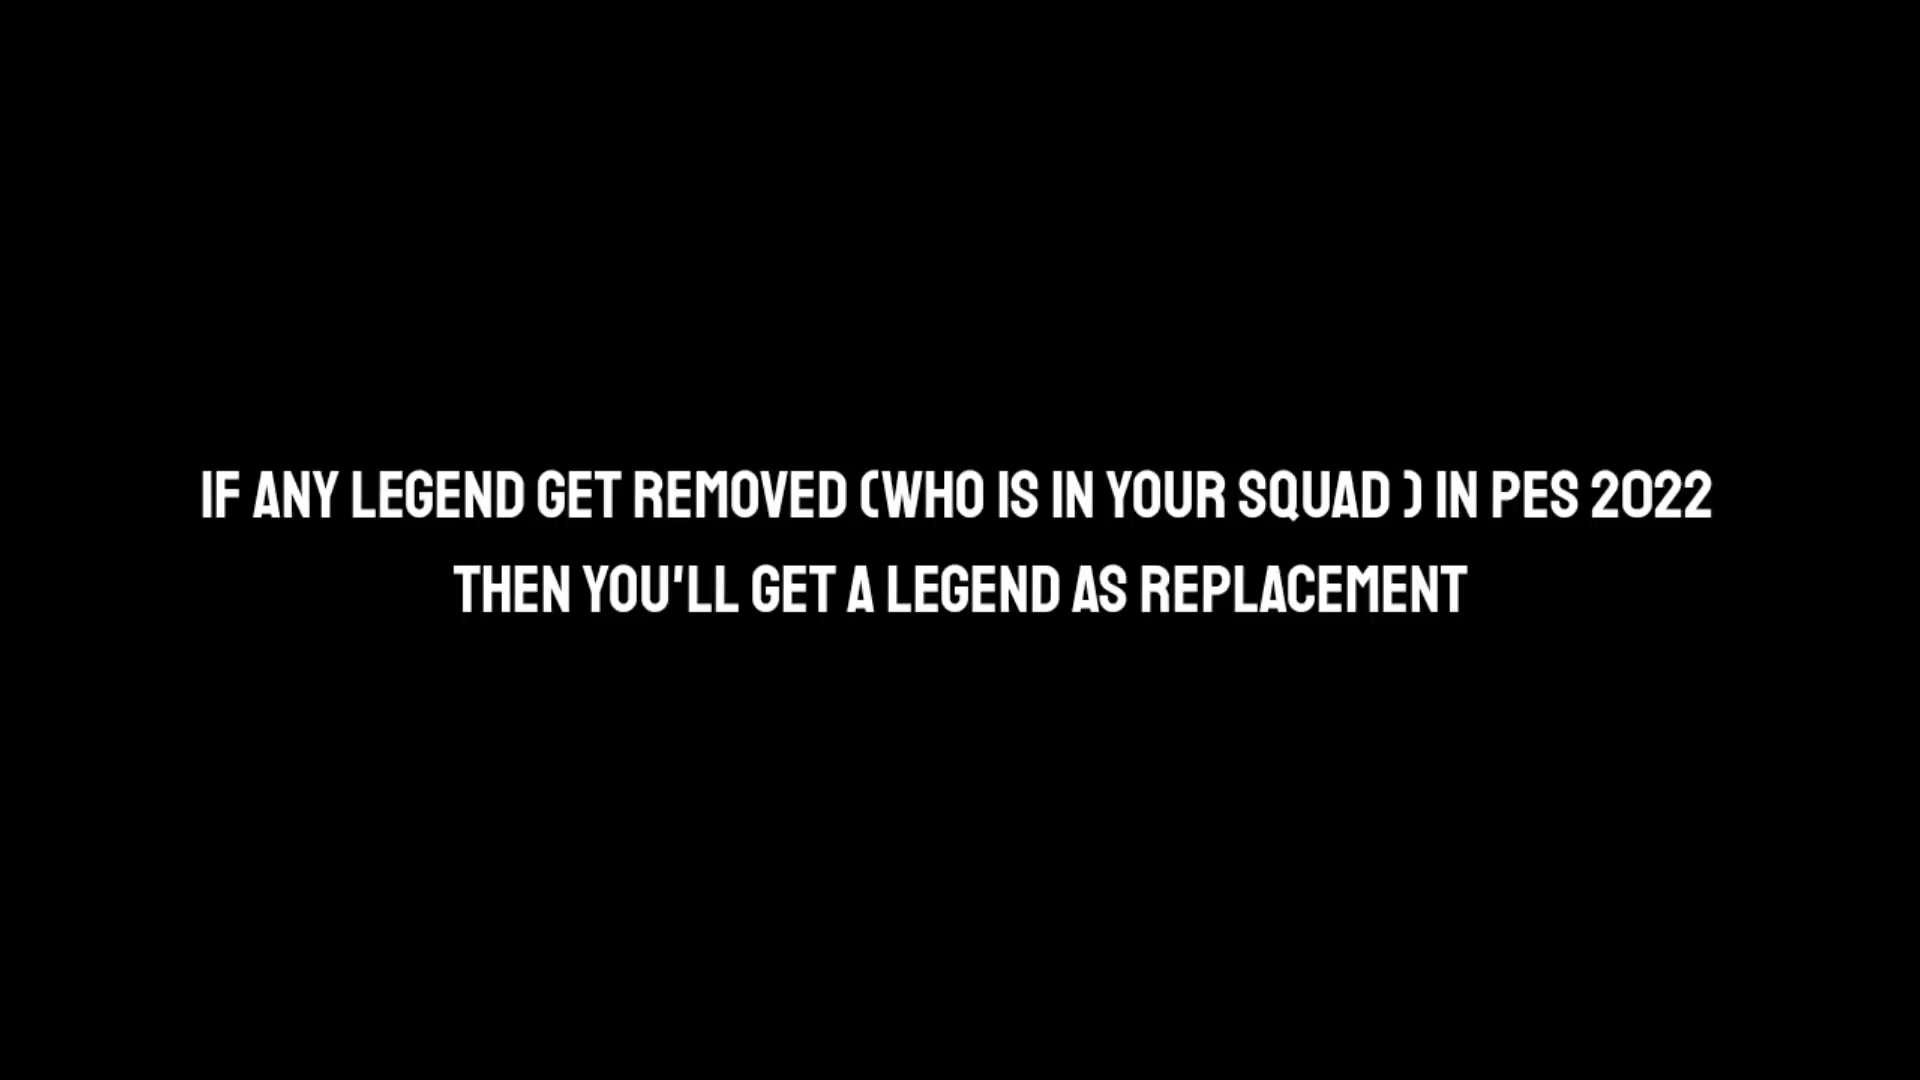 IF ANY LEGEND GET REMOVED (WHO IS IN YOUR SQUAD ) IN PES 2022
THEN YOU'LL GET A LEGEND AS REPLACEMENT